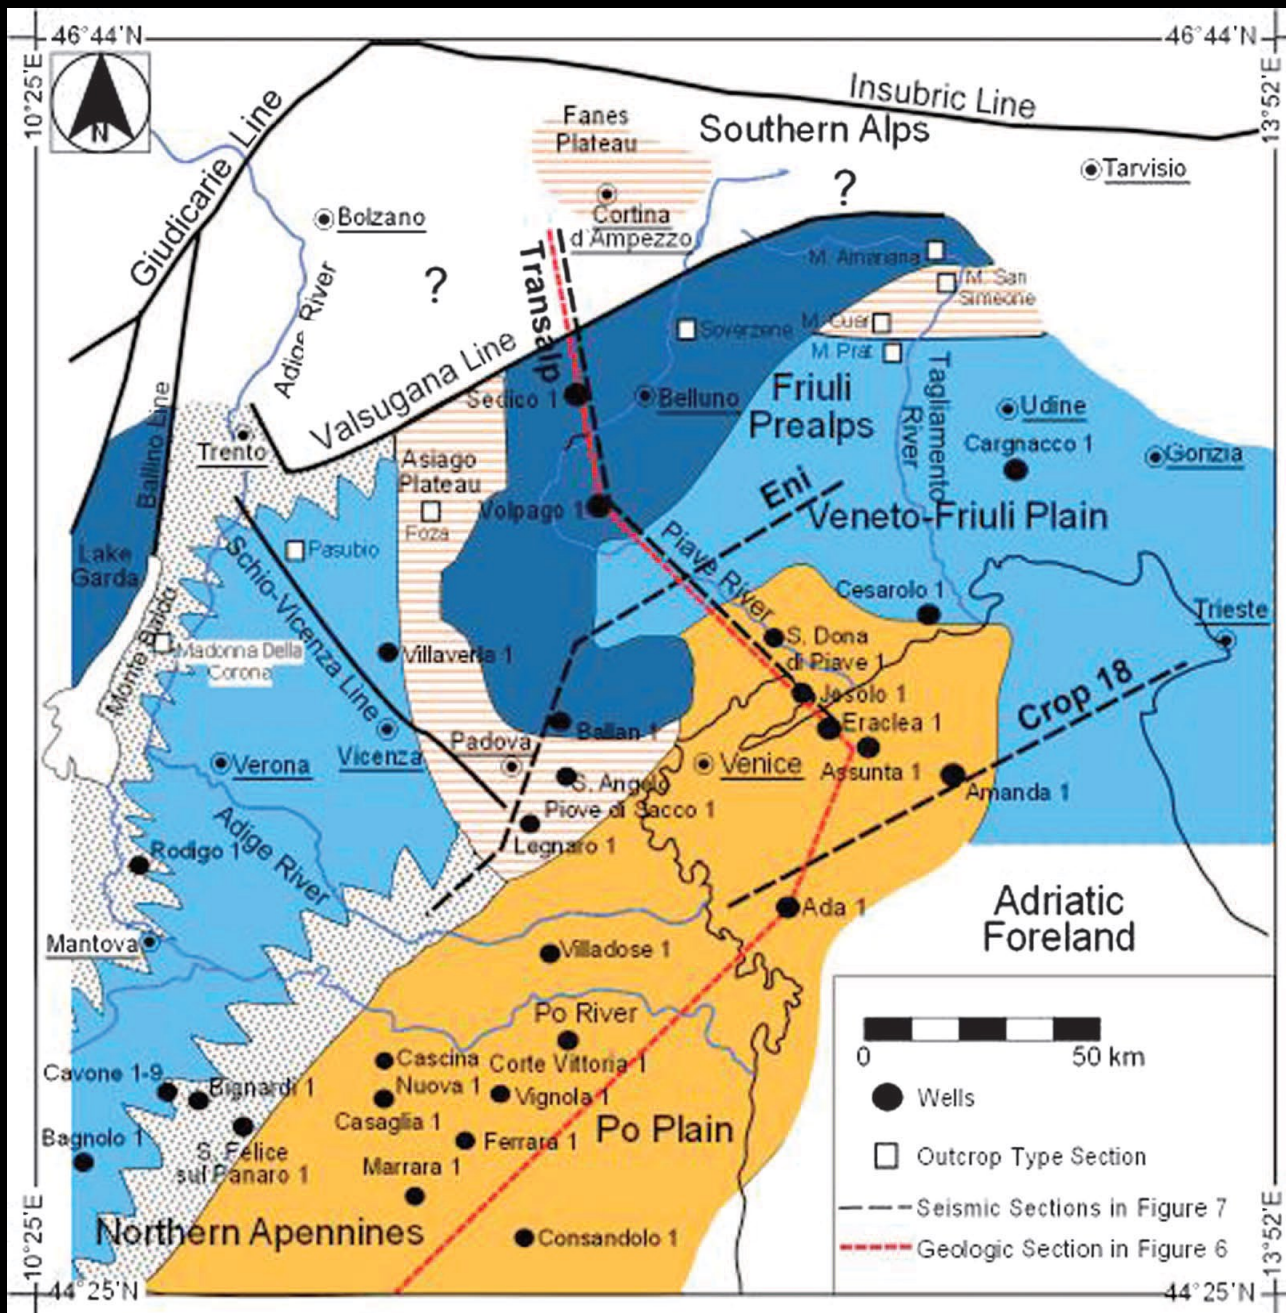 46°44'N
46°44'N
10°25'E
13°52'E
N
Giudicarie Line
Insubric Line
Fanes
Plateau
Southern Alps
?
Tarvisio
Bolzano
Cortina
d'Ampezzo
?
Adige River
Transalp
M. Amariana
M. San
Simeone
M. Cuar
M. Prat
Soverzene
Valsugana Line
Sedico 1
Belluno
Friuli
Prealps
Tagliamento
River
Udine
Cargnacco 1
Gorizia
Ballino Line
Trento
Asiago
Plateau
Foza
Volpago 1
Eni
Veneto-Friuli Plain
Lake
Garda
Pasubio
Schio-Vicenza Line
Piave River
Cesarolo 1
Trieste
Monte Baldo
Madonna Della
Corona
Villaverla 1
S. Dona
di Piave 1
Jesolo 1
Eraclea 1
Crop 18
Ballan 1
Verona
Vicenza
Padova
Venice
Assunta 1
Amanda 1
S. Angelo
Piove di Sacco 1
Legnaro 1
Rodigo 1
Adige River
Mantova
Ada 1
Adriatic
Foreland
Villadose 1
Po River
Corte Vittoria 1
Cascina
Nuova 1
Cavone 1-9
Bignardi 1
Vignola 1
Casaglia 1
Ferrara 1
Po Plain
Bagnolo 1
S. Felice
sul Panaro 1
Marrara 1
Northern Apennines
Consandolo 1
0
50 km
Wells
Outcrop Type Section
Seismic Sections in Figure 7
Geologic Section in Figure 6
10°25'E
13°52'E
44°25'N
44°25'N